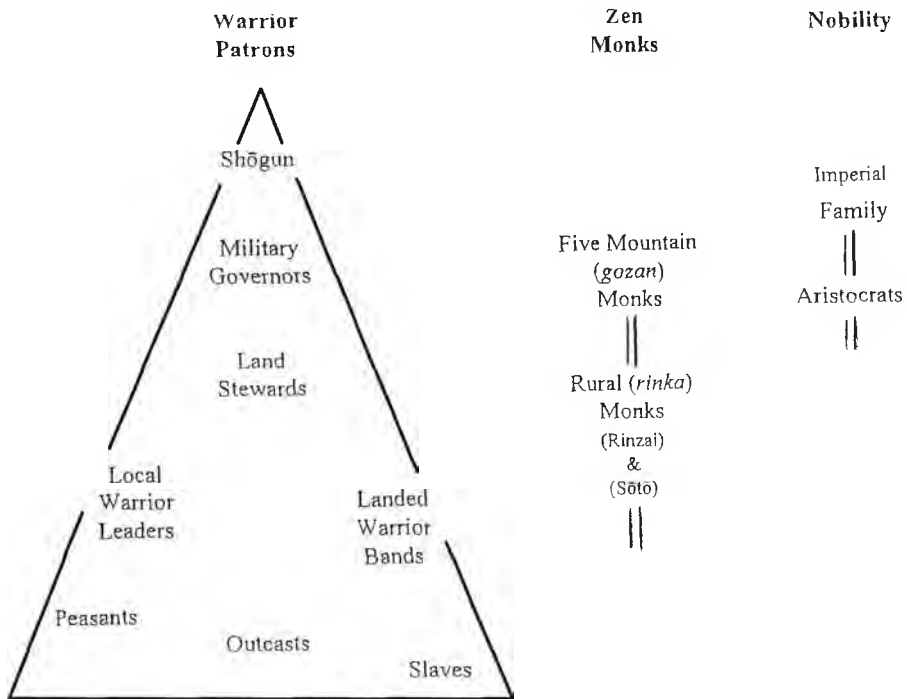 Warrior
Patrons
Zen
Monks
Nobility
Shōgun
Military
Governors
Land
Stewards
Local
Warrior
Leaders
Landed
Warrior
Bands
Peasants
Outcasts
Slaves
Five Mountain
(gozan)
Monks
Rural (rinka)
Monks
(Rinzai)
&
(Sōtō)
Imperial
Family
Aristocrats